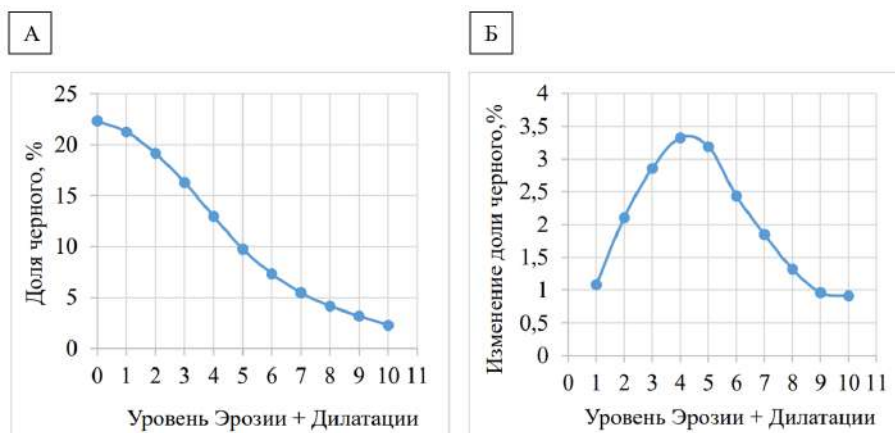 А
Б
Доля черного, %
25
20
15
10
5
0
0 1 2 3 4 5 6 7 8 9 10 11
Уровень Эрозии + Дилатации
Изменение доли черного,%
4
3,5
3
2,5
2
1,5
1
0,5
0
0 1 2 3 4 5 6 7 8 9 10 11
Уровень Эрозии + Дилатации